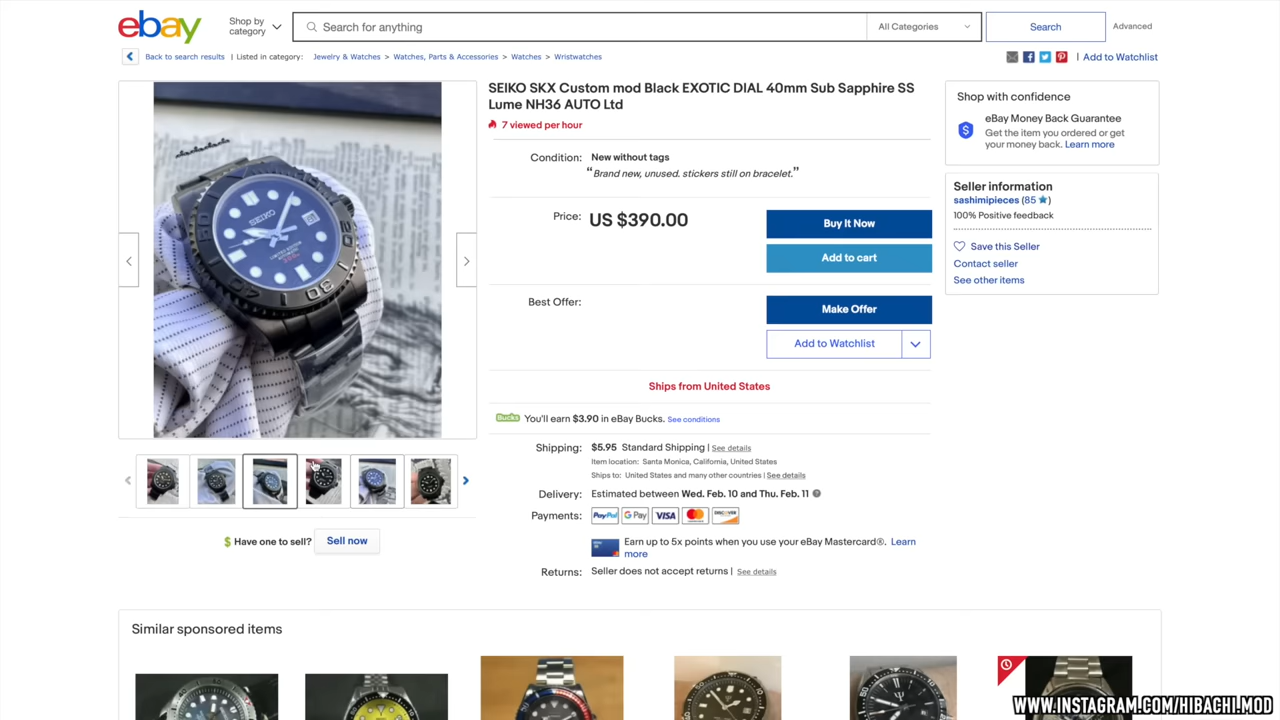 ebay
Shop by
category
Search for anything
All Categories
Search
Advanced
Back to search results | Listed in category: Jewelry & Watches > Watches, Parts & Accessories > Watches > Wristwatches
| Add to Watchlist
SEIKO SKX Custom mod Black EXOTIC DIAL 40mm Sub Sapphire SS
Lume NH36 AUTO Ltd
7 viewed per hour
Condition: New without tags
“Brand new, unused. stickers still on bracelet.”
Price: US $390.00
Buy It Now
Add to cart
Best Offer:
Make Offer
Add to Watchlist
Ships from United States
Bucks You'll earn $3.90 in eBay Bucks. See conditions
Shipping: $5.95 Standard Shipping | See details
Item location: Santa Monica, California, United States
Ships to: United States and many other countries | See details
Delivery: Estimated between Wed. Feb. 10 and Thu. Feb. 11
Payments: PayPal G Pay VISA MasterCard DISCOVER
Earn up to 5x points when you use your eBay Mastercard®. Learn
more
Returns: Seller does not accept returns | See details
Shop with confidence
eBay Money Back Guarantee
Get the item you ordered or get
your money back. Learn more
Seller information
sashimipieces (85 )
100% Positive feedback
Save this Seller
Contact seller
See other items
SEIKO
$ Have one to sell? Sell now
Similar sponsored items
WWW.INSTAGRAM.COM/HIBACHI.MOD